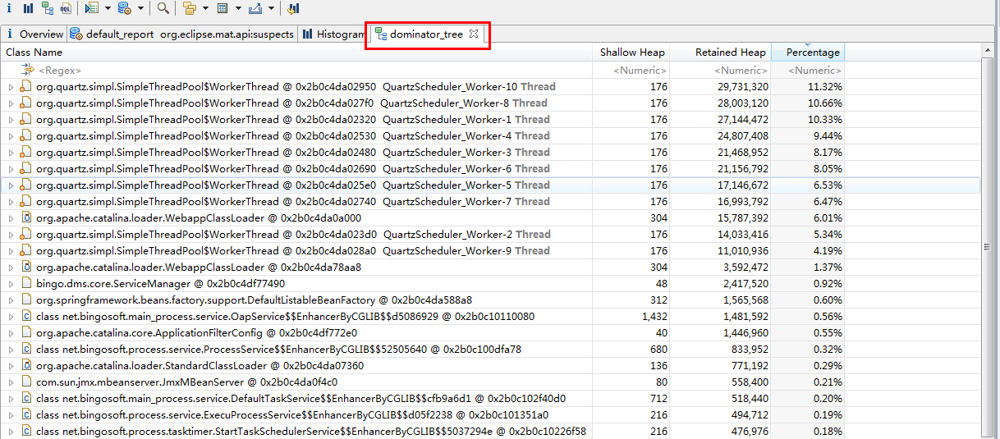 i OQL
i Overview default_report org.eclipse.mat.api:suspects Histogram dominator_tree
Class Name Shallow Heap Retained Heap Percentage
<Regex> <Numeric> <Numeric> <Numeric>
org.quartz.simpl.SimpleThreadPool$WorkerThread @ 0x2b0c4da02950 QuartzScheduler_Worker-10 Thread 176 29,731,320 11.32%
org.quartz.simpl.SimpleThreadPool$WorkerThread @ 0x2b0c4da027f0 QuartzScheduler_Worker-8 Thread 176 28,003,120 10.66%
org.quartz.simpl.SimpleThreadPool$WorkerThread @ 0x2b0c4da02320 QuartzScheduler_Worker-1 Thread 176 27,144,472 10.33%
org.quartz.simpl.SimpleThreadPool$WorkerThread @ 0x2b0c4da02530 QuartzScheduler_Worker-4 Thread 176 24,807,408 9.44%
org.quartz.simpl.SimpleThreadPool$WorkerThread @ 0x2b0c4da02480 QuartzScheduler_Worker-3 Thread 176 21,468,952 8.17%
org.quartz.simpl.SimpleThreadPool$WorkerThread @ 0x2b0c4da02690 QuartzScheduler_Worker-6 Thread 176 21,156,792 8.05%
org.quartz.simpl.SimpleThreadPool$WorkerThread @ 0x2b0c4da025e0 QuartzScheduler_Worker-5 Thread 176 17,146,672 6.53%
org.quartz.simpl.SimpleThreadPool$WorkerThread @ 0x2b0c4da02740 QuartzScheduler_Worker-7 Thread 176 16,993,792 6.47%
org.apache.catalina.loader.WebappClassLoader @ 0x2b0c4da0a000 304 15,787,392 6.01%
org.quartz.simpl.SimpleThreadPool$WorkerThread @ 0x2b0c4da023d0 QuartzScheduler_Worker-2 Thread 176 14,033,416 5.34%
org.quartz.simpl.SimpleThreadPool$WorkerThread @ 0x2b0c4da028a0 QuartzScheduler_Worker-9 Thread 176 11,010,936 4.19%
org.apache.catalina.loader.WebappClassLoader @ 0x2b0c4da78aa8 304 3,592,472 1.37%
bingo.dms.core.ServiceManager @ 0x2b0c4df77490 48 2,417,520 0.92%
org.springframework.beans.factory.support.DefaultListableBeanFactory @ 0x2b0c4da588a8 312 1,565,568 0.60%
class net.bingosoft.main_process.service.OapService$$EnhancerByCGLIB$$d5086929 @ 0x2b0c10110080 1,432 1,481,592 0.56%
org.apache.catalina.core.ApplicationFilterConfig @ 0x2b0c4df772e0 40 1,446,960 0.55%
class net.bingosoft.process.service.ProcessService$$EnhancerByCGLIB$$52505640 @ 0x2b0c100dfa78 680 833,952 0.32%
org.apache.catalina.loader.StandardClassLoader @ 0x2b0c4da07360 136 771,192 0.29%
com.sun.jmx.mbeanserver.JmxMBeanServer @ 0x2b0c4da0f4c0 80 558,400 0.21%
class net.bingosoft.main_process.service.DefaultTaskService$$EnhancerByCGLIB$$cfb9a6d1 @ 0x2b0c102f40d0 712 518,440 0.20%
class net.bingosoft.process.service.ExecuProcessService$$EnhancerByCGLIB$$d05f2238 @ 0x2b0c101351a0 216 494,712 0.19%
class net.bingosoft.process.tasktimer.StartTaskSchedulerService$$EnhancerByCGLIB$$5037294e @ 0x2b0c10226f58 216 476,976 0.18%